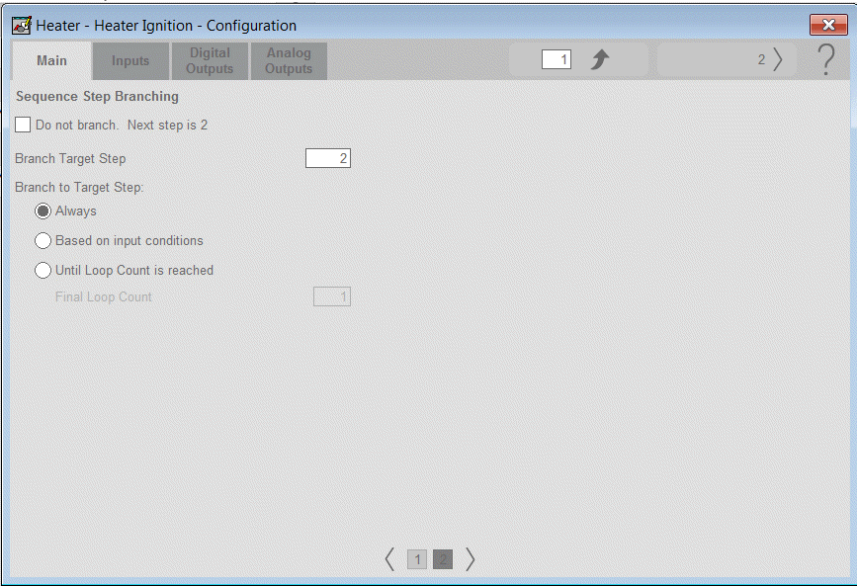 Heater - Heater Ignition - Configuration
Main Inputs Digital Outputs Analog Outputs 1 2 ?
Sequence Step Branching
Do not branch. Next step is 2
Branch Target Step 2
Branch to Target Step:
Always
Based on input conditions
Until Loop Count is reached
Final Loop Count 1
1 2